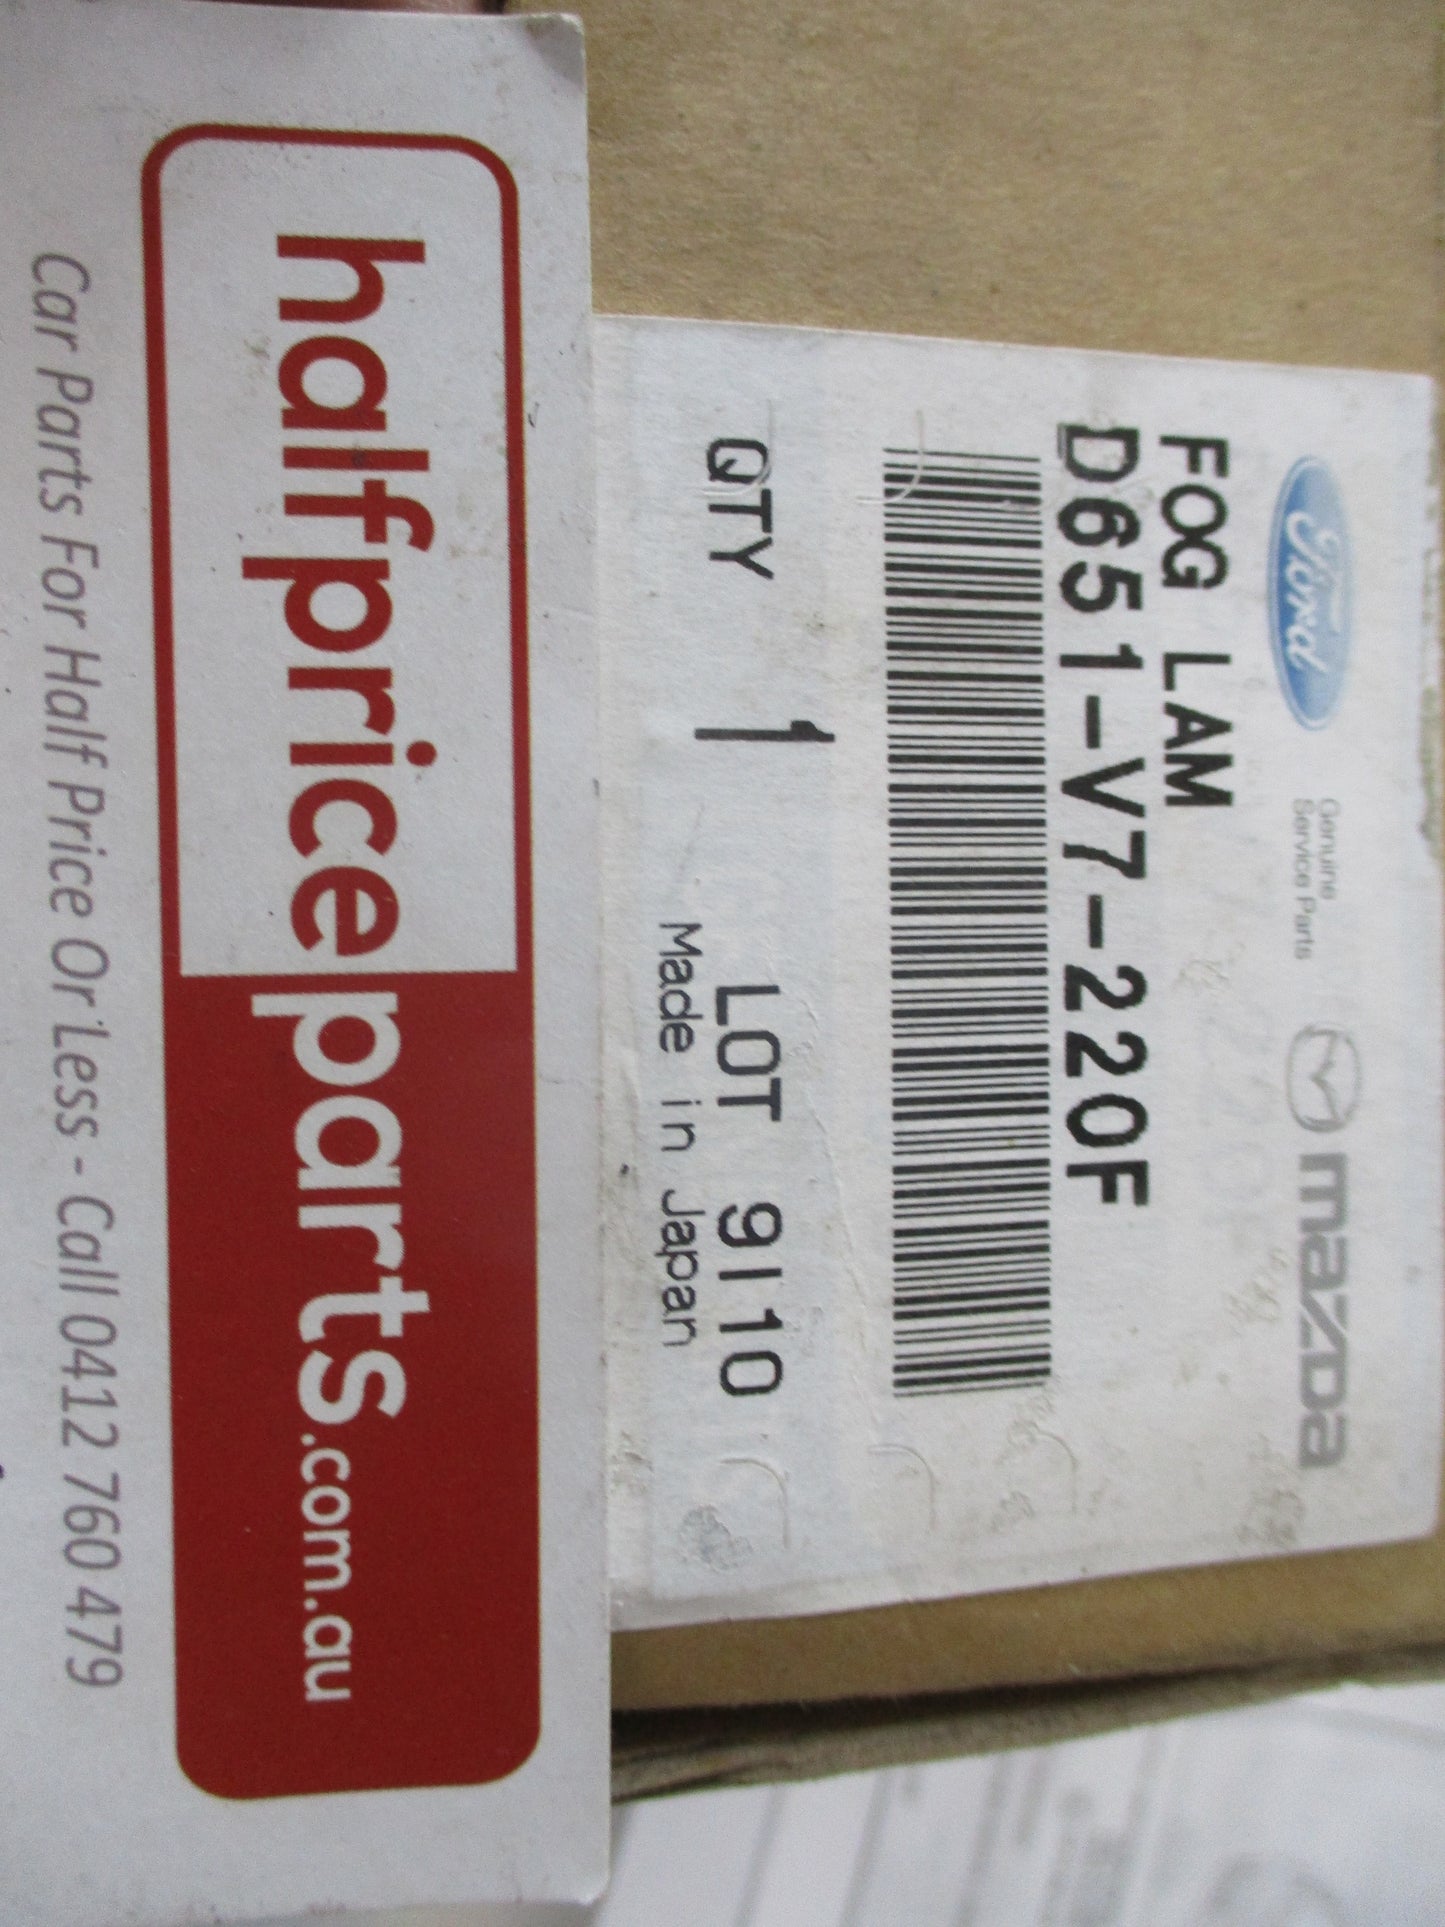 Ford
Genuine
Service Parts
mazda
FOG LAM
D651-V7-220F
QTY 1
LOT 9110
Made in Japan
halfpriceparts.com.au
Car Parts For Half Price Or Less - Call 0412 760 479